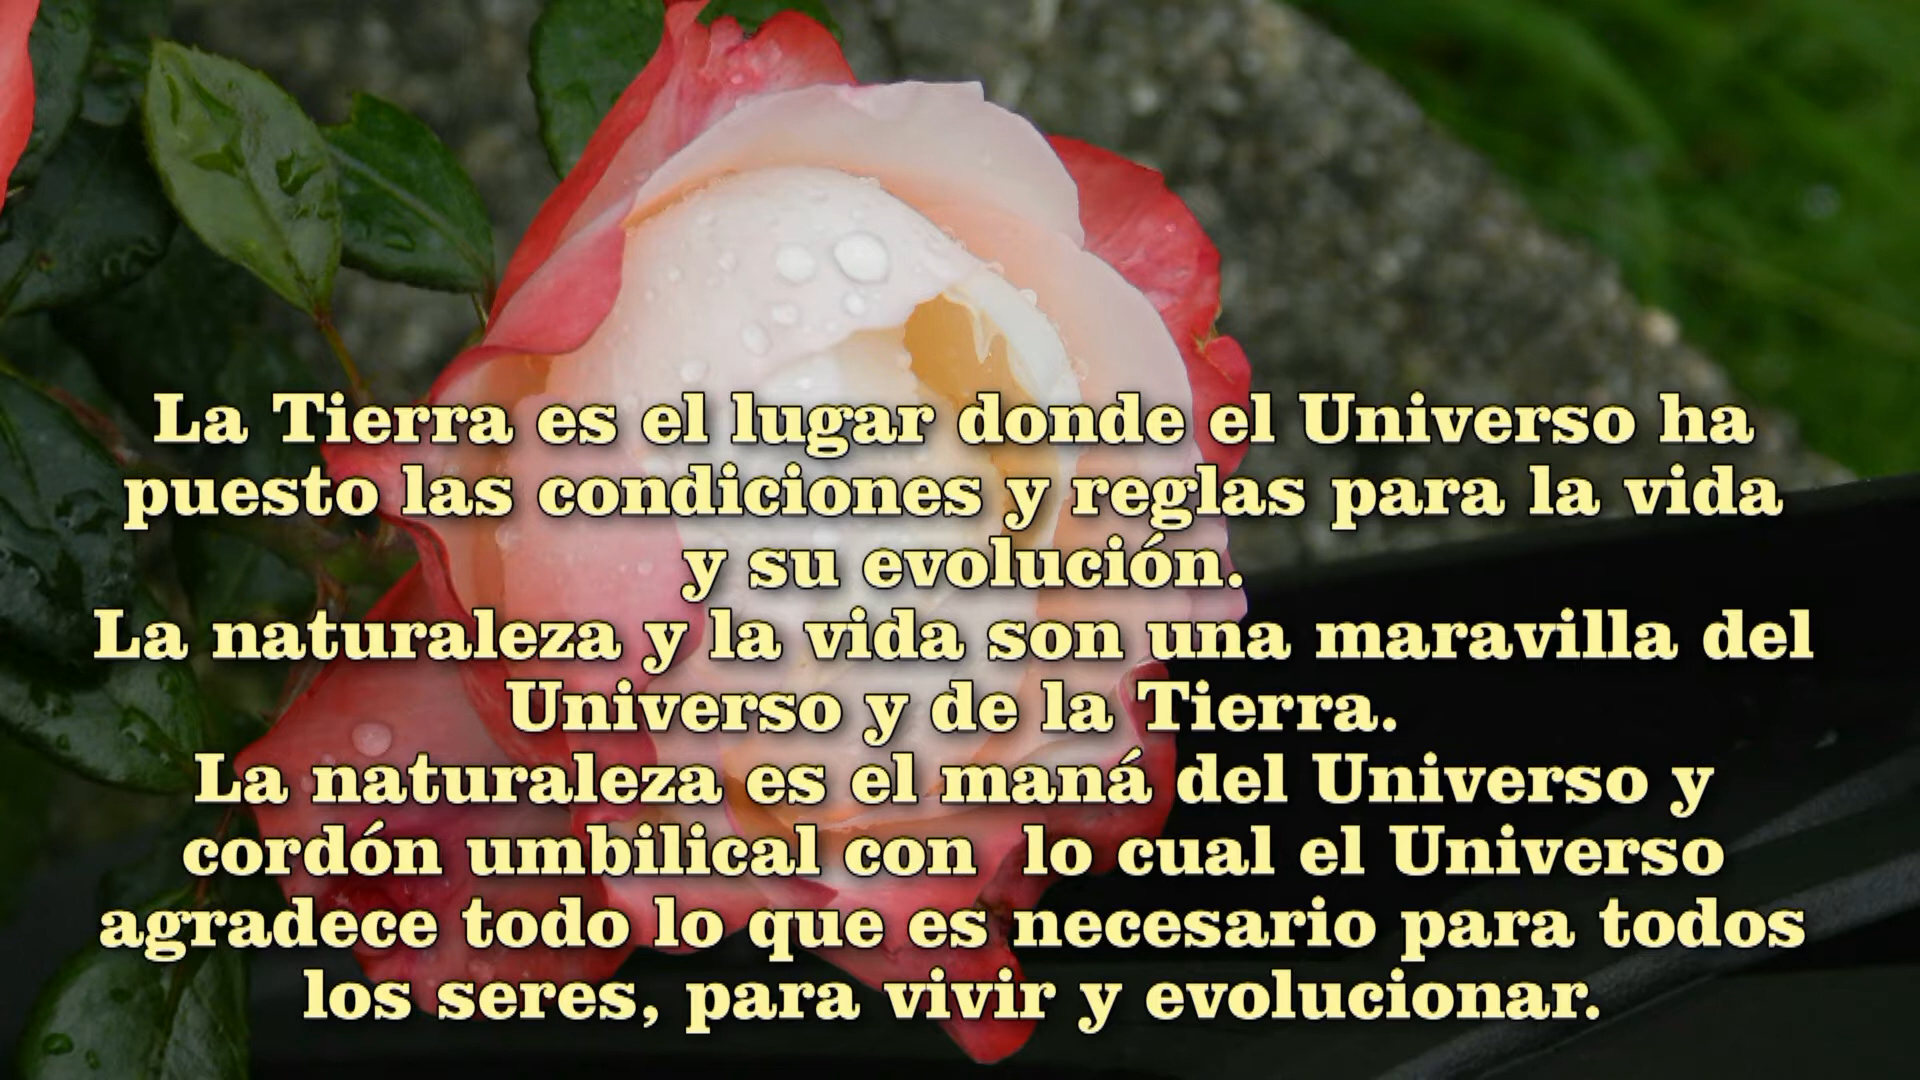 La Tierra es el lugar donde el Universo ha
puesto las condiciones y reglas para la vida
y su evolución.
La naturaleza y la vida son una maravilla del
Universo y de la Tierra.
La naturaleza es el maná del Universo y
cordón umbilical con  lo cual el Universo
agradece todo lo que es necesario para todos
los seres, para vivir y evolucionar.